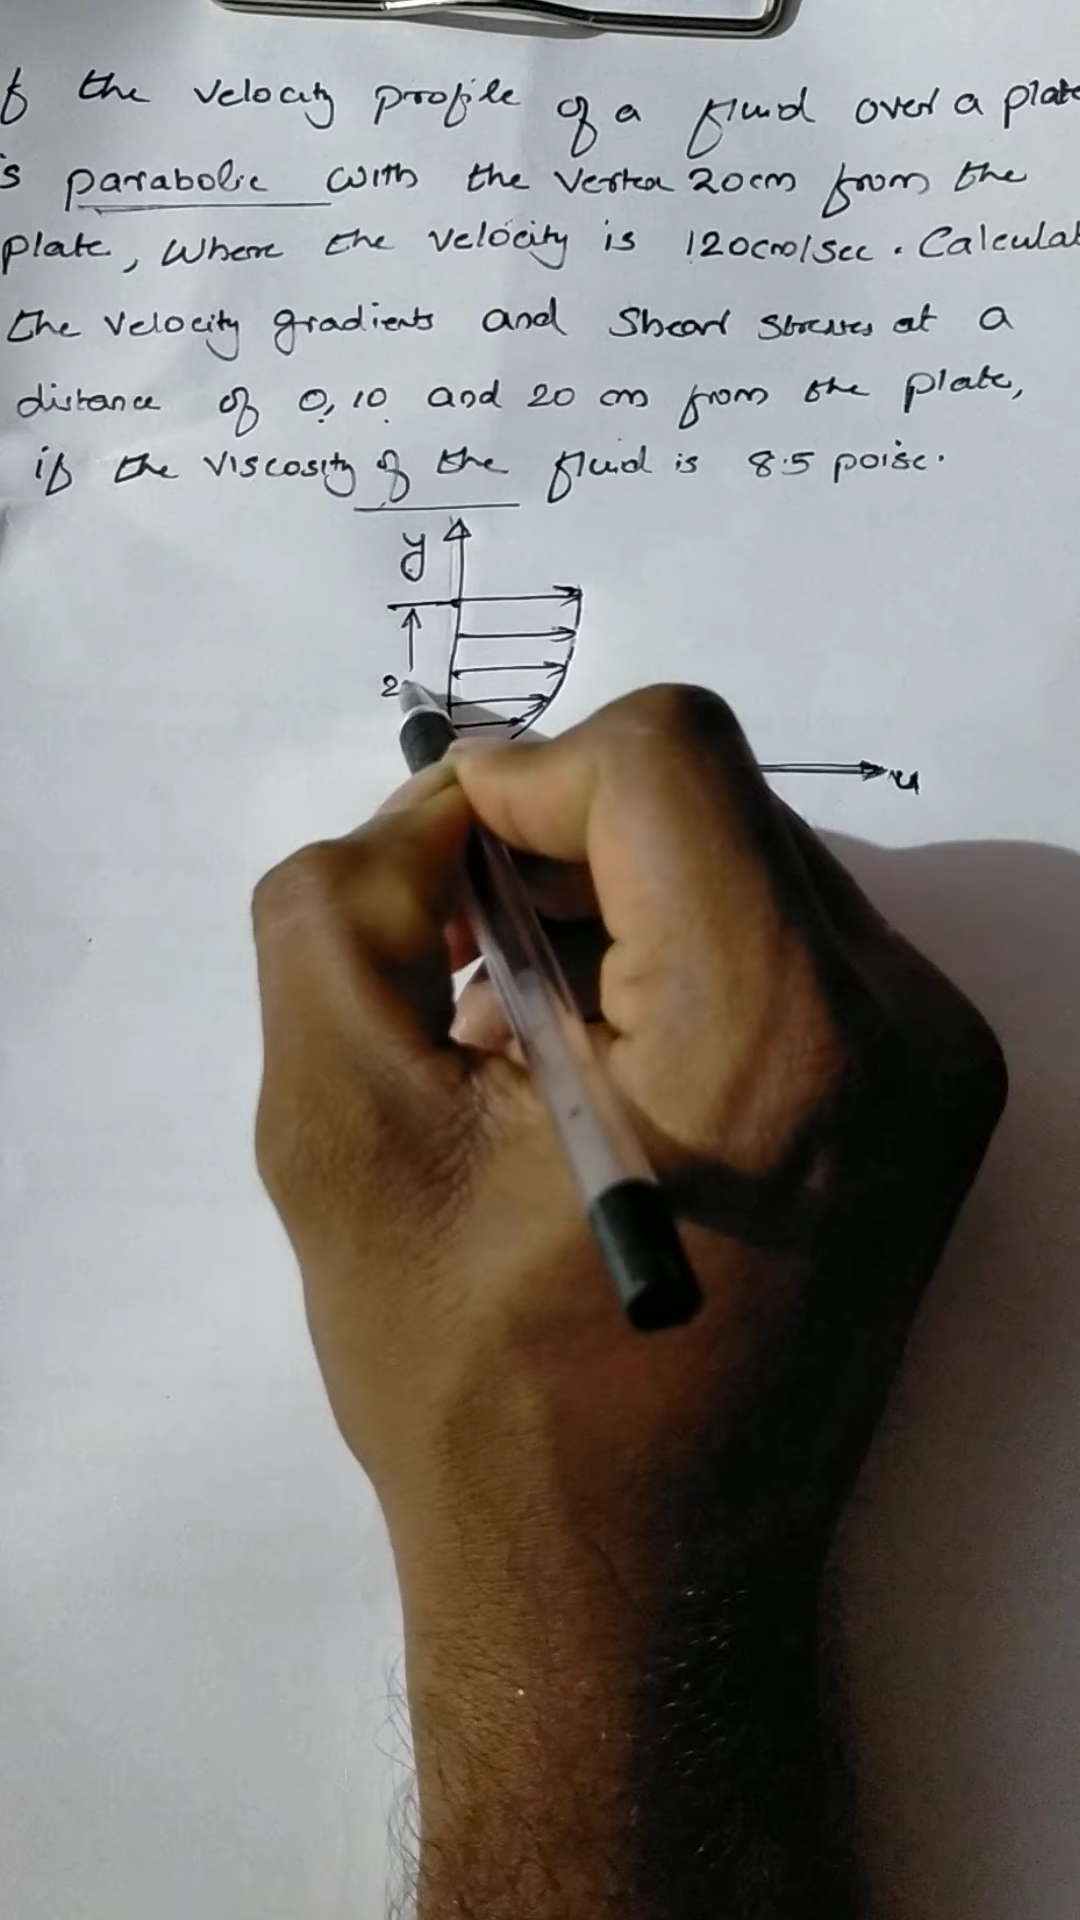 f the velocity profile of a fluid over a plate
is parabolic with the vertex 20cm from the
plate, where the velocity is 120cm/sec. Calculat
the velocity gradients and shear stresses at a
distance of 0, 10 and 20 cm from the plate,
if the viscosity of the fluid is 8.5 poise.
y
2
u